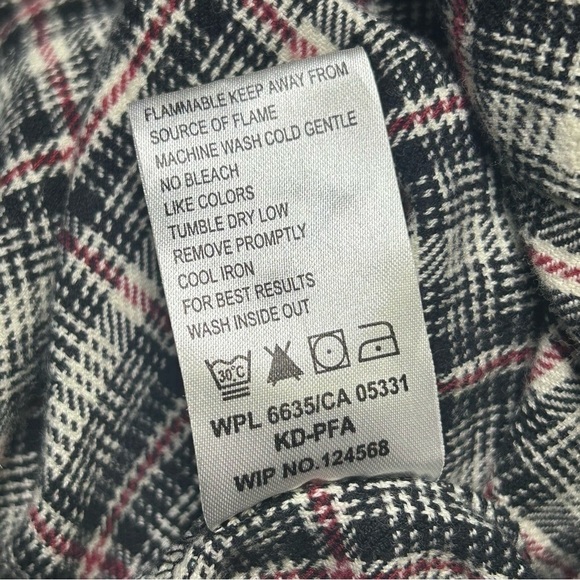 FLAMMABLE KEEP AWAY FROM
SOURCE OF FLAME
MACHINE WASH COLD GENTLE
NO BLEACH
LIKE COLORS
TUMBLE DRY LOW
REMOVE PROMPTLY
COOL IRON
FOR BEST RESULTS
WASH INSIDE OUT
30°C
WPL 6635/CA 05331
KD-PFA
WIP NO.124568